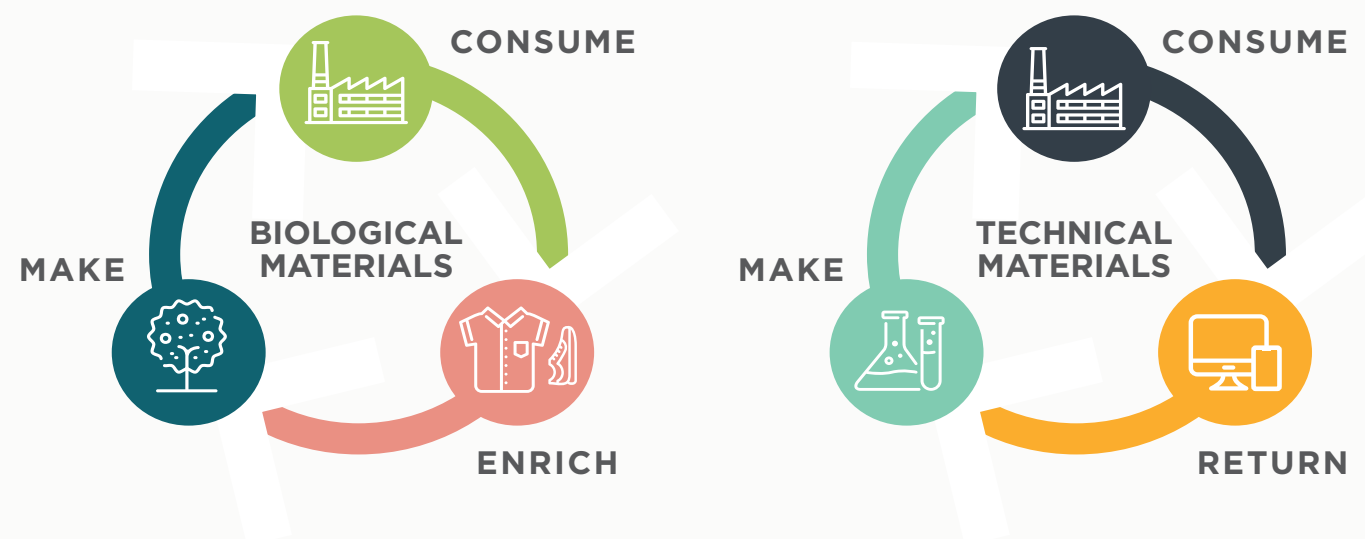 CONSUME
BIOLOGICAL
MATERIALS
MAKE
ENRICH
CONSUME
TECHNICAL
MATERIALS
MAKE
RETURN